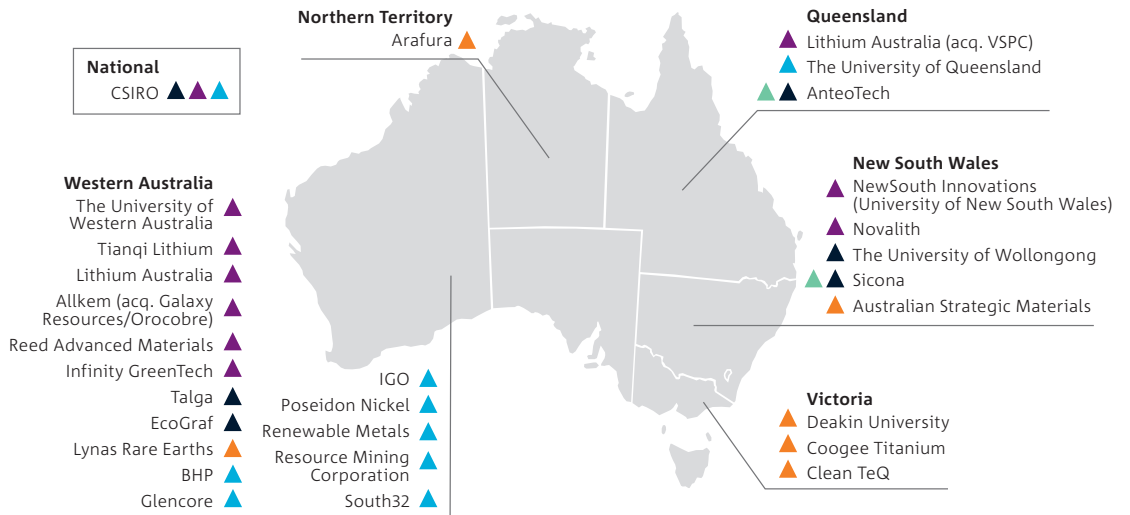 Northern Territory
Arafura
Queensland
Lithium Australia (acq. VSPC)
The University of Queensland
AnteoTech
National
CSIRO
New South Wales
NewSouth Innovations
(University of New South Wales)
Novalith
The University of Wollongong
Sicona
Australian Strategic Materials
Western Australia
The University of
Western Australia
Tianqi Lithium
Lithium Australia
Allkem (acq. Galaxy
Resources/Orocobre)
Reed Advanced Materials
Infinity GreenTech
Talga
EcoGraf
Lynas Rare Earths
BHP
Glencore
IGO
Poseidon Nickel
Renewable Metals
Resource Mining
Corporation
South32
Victoria
Deakin University
Coogee Titanium
Clean TeQ